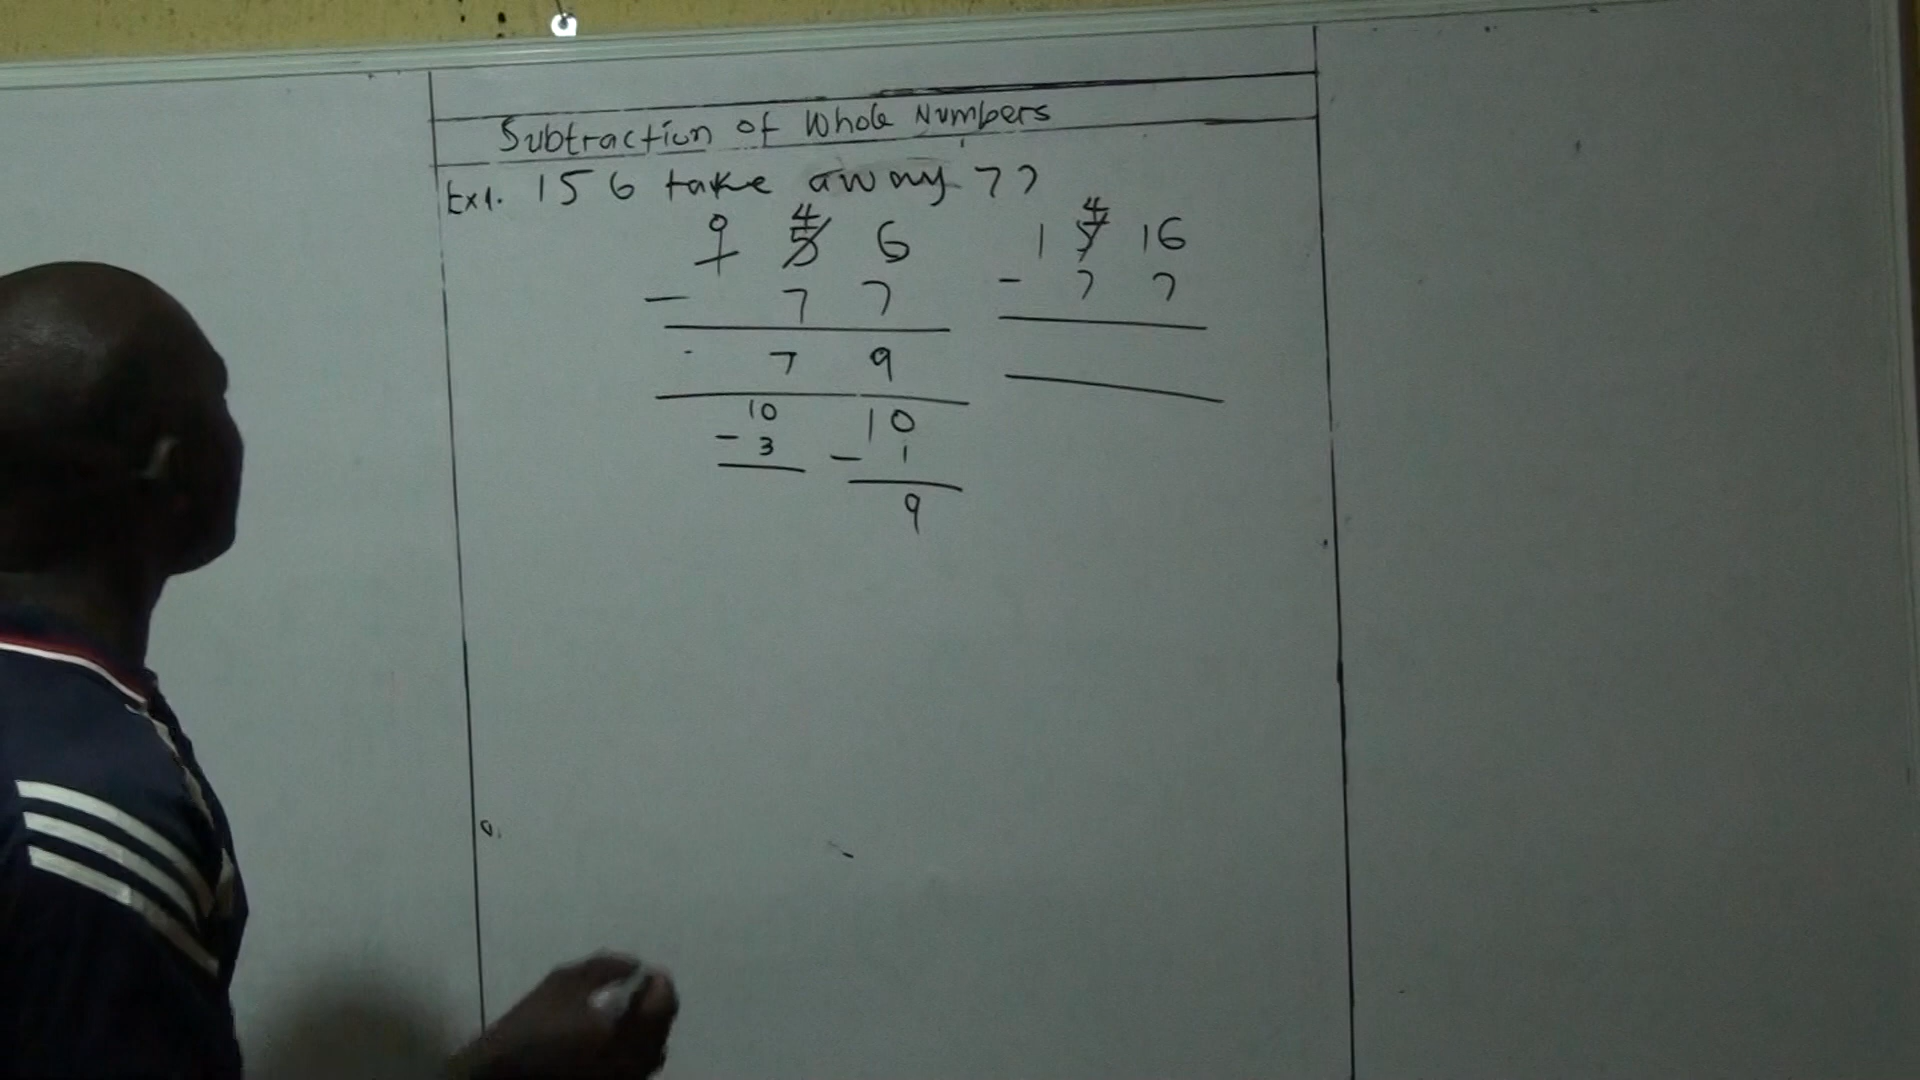 Subtraction of Whole Numbers
Ex1. 156 take away 77
0 4 4
1 5 6 1 5 16
- 7 7 - 7 7
7 9
10 10
- 3 - 1
9